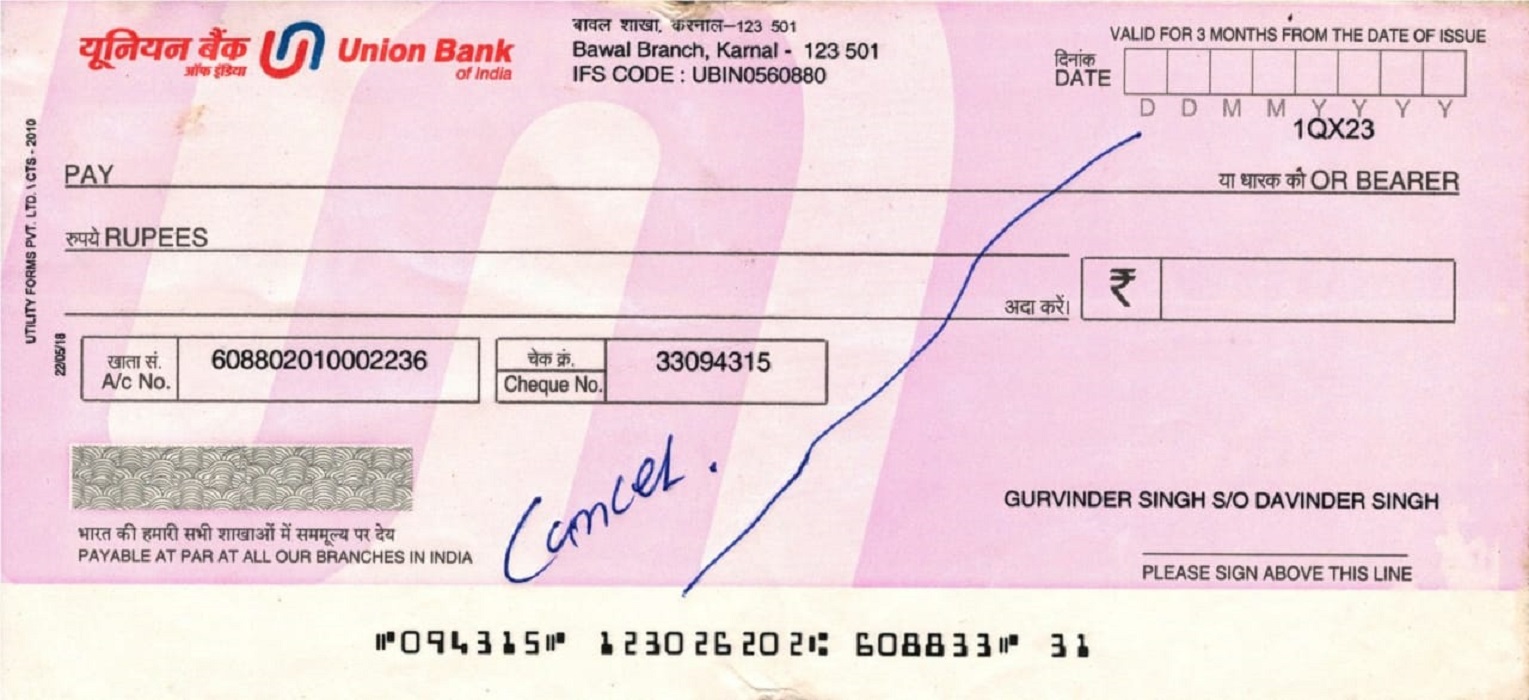 यूनियन बैंक Union Bank
ऑफ इंडिया of India
बावल शाखा, करनाल–123 501
Bawal Branch, Karnal - 123 501
IFS CODE : UBIN0560880
VALID FOR 3 MONTHS FROM THE DATE OF ISSUE
दिनांक
DATE
D D M M Y Y Y Y
1QX23
PAY
या धारक को OR BEARER
रुपये RUPEES
अदा करें।
₹
खाता सं.
A/c No.
608802010002236
चेक क्रं.
Cheque No.
33094315
UTILITY FORMS PVT. LTD. \ CTS - 2010
22/05/18
Cancel.
GURVINDER SINGH S/O DAVINDER SINGH
भारत की हमारी सभी शाखाओं में सममूल्य पर देय
PAYABLE AT PAR AT ALL OUR BRANCHES IN INDIA
PLEASE SIGN ABOVE THIS LINE
⑈094315⑈ 123026202⑆ 608833⑈ 31